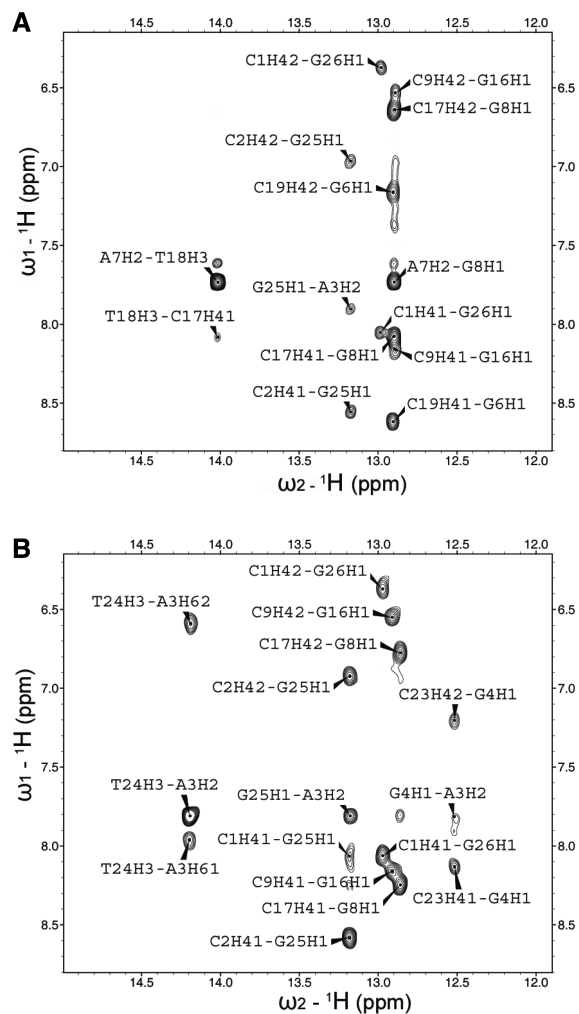 A
14.5 14.0 13.5 13.0 12.5 12.0
C1H42-G26H1
C9H42-G16H1
6.5
C17H42-G8H1
C2H42-G25H1
7.0
C19H42-G6H1
ω1 - ¹H (ppm)
7.5
A7H2-T18H3
A7H2-G8H1
G25H1-A3H2
T18H3-C17H41
C1H41-G26H1
8.0
C17H41-G8H1
C9H41-G16H1
C2H41-G25H1
8.5
C19H41-G6H1
14.5 14.0 13.5 13.0 12.5 12.0
ω2 - ¹H (ppm)
B
14.5 14.0 13.5 13.0 12.5 12.0
C1H42-G26H1
T24H3-A3H62
6.5
C9H42-G16H1
C17H42-G8H1
C2H42-G25H1
C23H42-G4H1
7.0
ω1 - ¹H (ppm)
7.5
T24H3-A3H2
G25H1-A3H2
G4H1-A3H2
C1H41-G25H1
C1H41-G26H1
8.0
T24H3-A3H61
C9H41-G16H1
C23H41-G4H1
C17H41-G8H1
8.5
C2H41-G25H1
14.5 14.0 13.5 13.0 12.5 12.0
ω2 - ¹H (ppm)